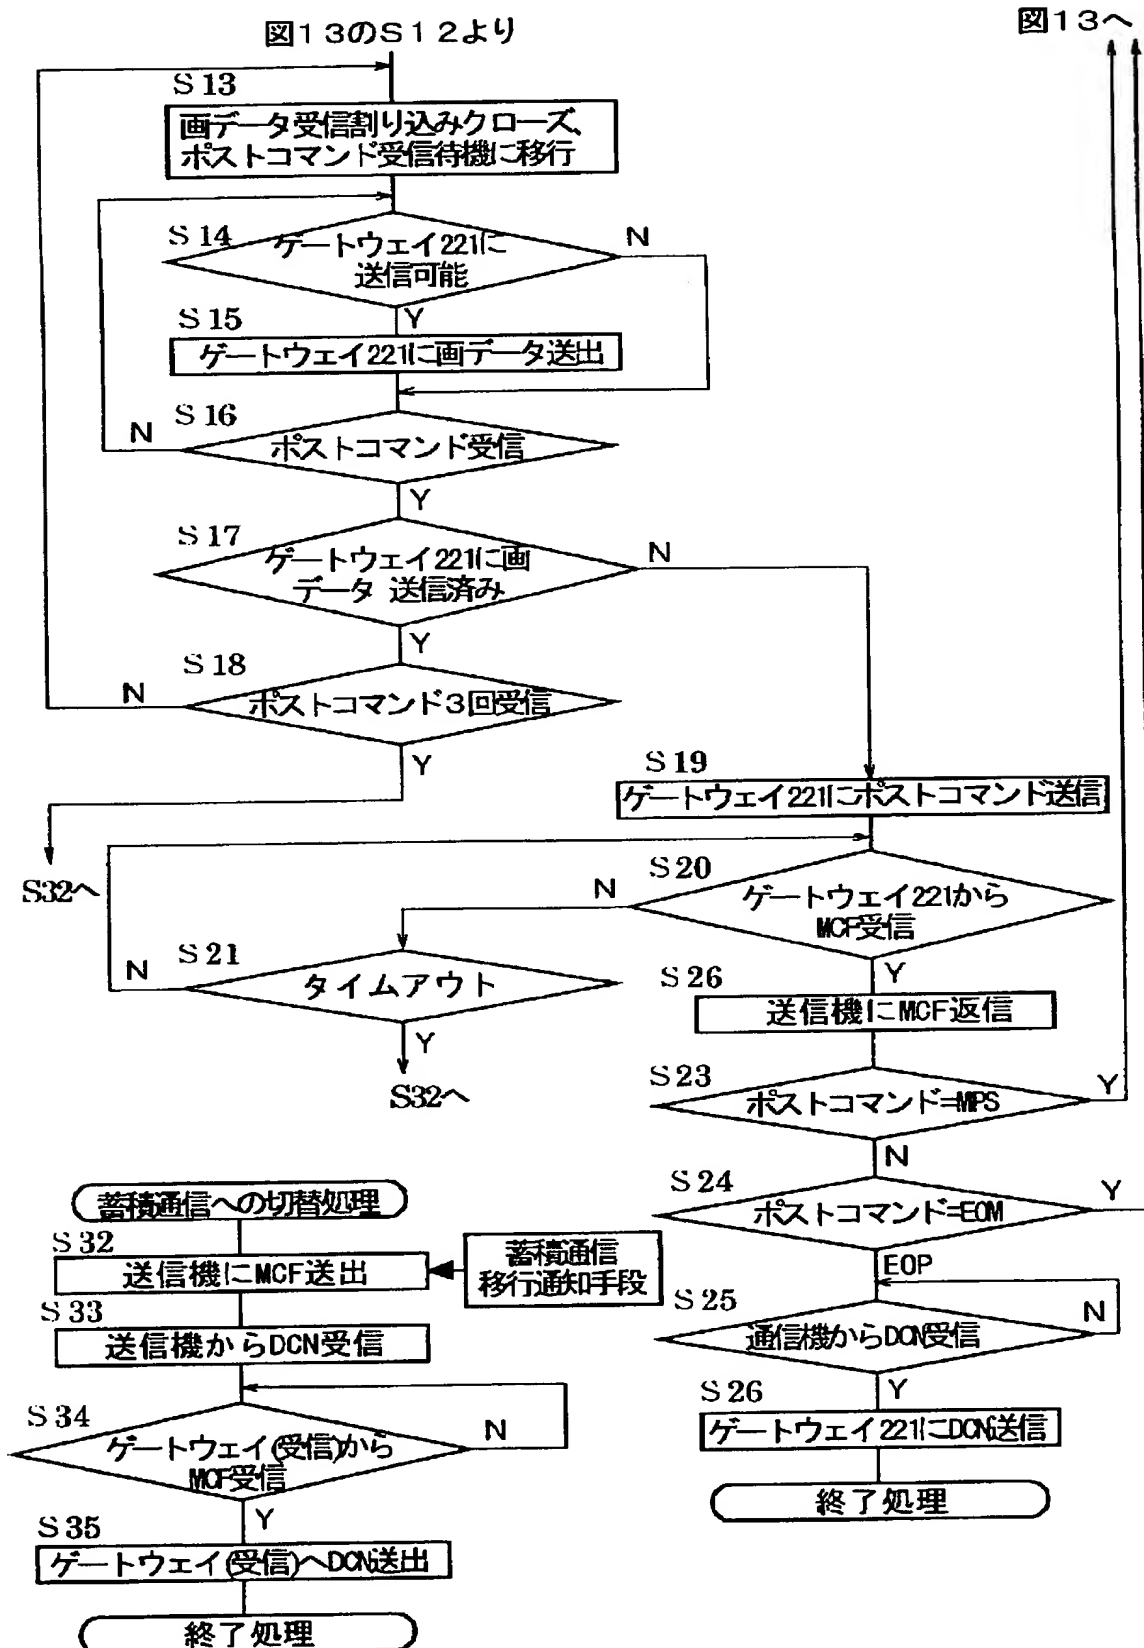 図13のS12より
図13へ
S13
画データ受信割り込みクローズ、
ポストコマンド受信待機に移行
S14
ゲートウェイ221に
送信可能
N
Y
S15
ゲートウェイ221に画データ送出
S16
ポストコマンド受信
N
Y
S17
ゲートウェイ221に画
データ 送信済み
N
Y
S18
ポストコマンド3回受信
N
Y
S32へ
S19
ゲートウェイ221にポストコマンド送信
S20
ゲートウェイ221から
MCF受信
N
Y
S21
タイムアウト
N
Y
S32へ
S26
送信機にMCF返信
S23
ポストコマンド=MPS
Y
N
S24
ポストコマンド=EOM
Y
EOP
S25
通信機からDCN受信
N
Y
S26
ゲートウェイ221にDCN送信
終了処理
蓄積通信への切替処理
S32
送信機にMCF送出
蓄積通信
移行通知手段
S33
送信機からDCN受信
S34
ゲートウェイ(受信)から
MCF受信
N
Y
S35
ゲートウェイ(受信)へDCN送出
終了処理